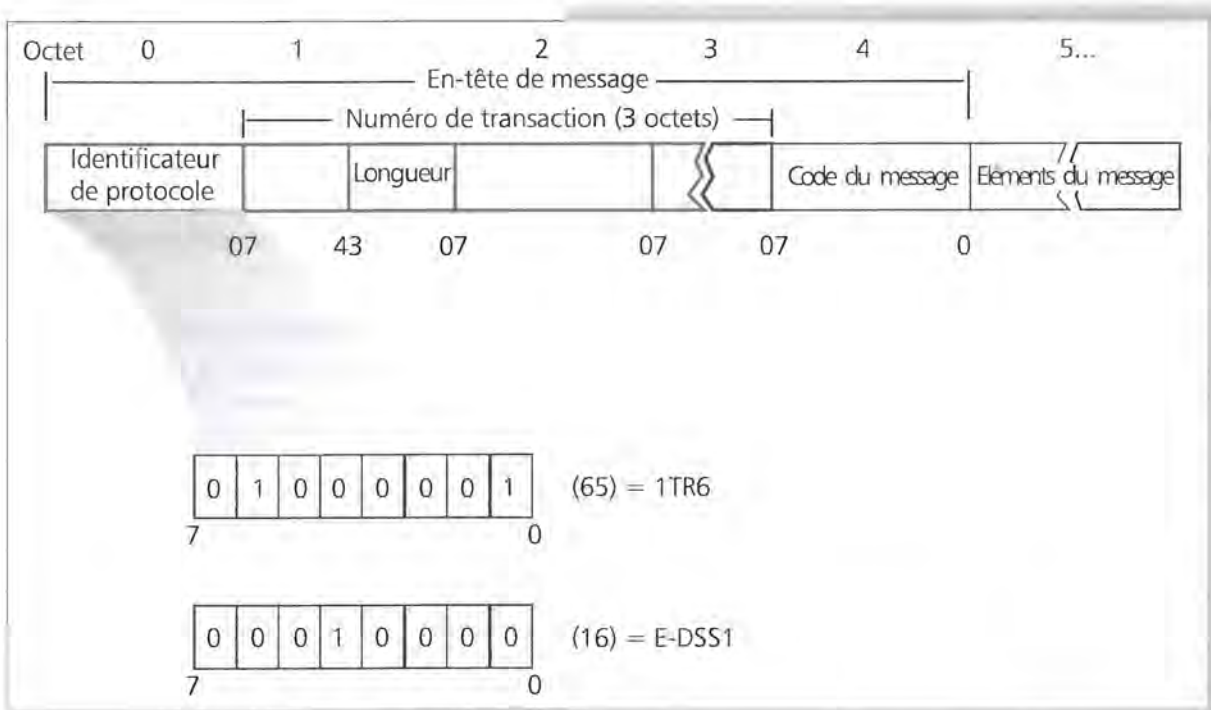 Octet 0 1 2 3 4 5...
En-tête de message
Numéro de transaction (3 octets)
Identificateur de protocole Longueur Code du message Eléments du message
07 43 07 07 07 0
0 1 0 0 0 0 0 1 (65) = 1TR6
7 0
0 0 0 1 0 0 0 0 (16) = E-DSS1
7 0